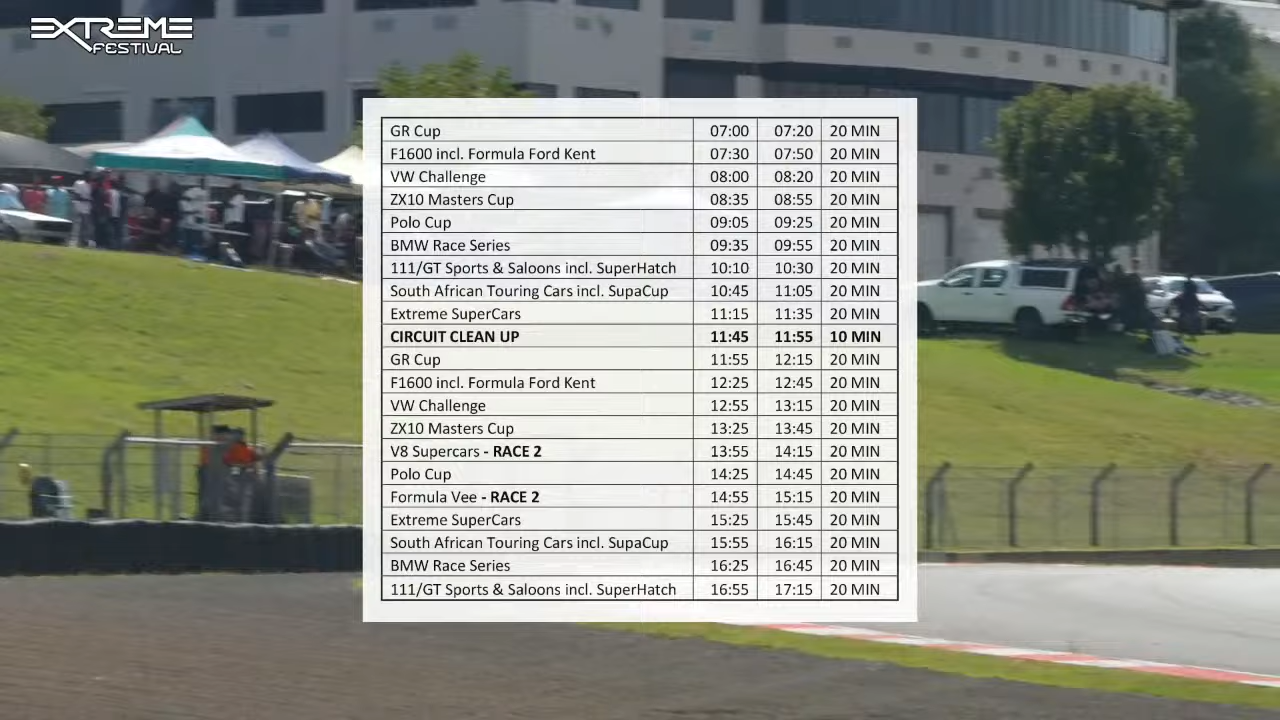 EXTREME
FESTIVAL
GR Cup 07:00 07:20 20 MIN
F1600 incl. Formula Ford Kent 07:30 07:50 20 MIN
VW Challenge 08:00 08:20 20 MIN
ZX10 Masters Cup 08:35 08:55 20 MIN
Polo Cup 09:05 09:25 20 MIN
BMW Race Series 09:35 09:55 20 MIN
111/GT Sports & Saloons incl. SuperHatch 10:10 10:30 20 MIN
South African Touring Cars incl. SupaCup 10:45 11:05 20 MIN
Extreme SuperCars 11:15 11:35 20 MIN
CIRCUIT CLEAN UP 11:45 11:55 10 MIN
GR Cup 11:55 12:15 20 MIN
F1600 incl. Formula Ford Kent 12:25 12:45 20 MIN
VW Challenge 12:55 13:15 20 MIN
ZX10 Masters Cup 13:25 13:45 20 MIN
V8 Supercars - RACE 2 13:55 14:15 20 MIN
Polo Cup 14:25 14:45 20 MIN
Formula Vee - RACE 2 14:55 15:15 20 MIN
Extreme SuperCars 15:25 15:45 20 MIN
South African Touring Cars incl. SupaCup 15:55 16:15 20 MIN
BMW Race Series 16:25 16:45 20 MIN
111/GT Sports & Saloons incl. SuperHatch 16:55 17:15 20 MIN